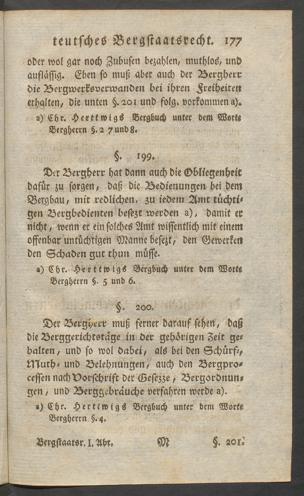 teutsches Bergstaatsrecht. 177
oder wol gar noch Zubusen bezahlen, muthlos, und
auflässig. Eben so muß aber auch der Bergherr
die Bergwerksverwanden bei ihren Freiheiten
erhalten, die unten §. 201 und folg. vorkommen a).
a) Chr. Herttwigs Bergbuch unter dem Worte
Bergherrn §. 2 7 und 8.
§. 199.
Der Bergherr hat dann auch die Obliegenheit
dafür zu sorgen, daß die Bedienungen bei dem
Bergbau, mit redlichen, zu iedem Amt tüchti-
gen Bergbedienten besezt werden a), damit er
nicht, wenn er ein solches Amt wissentlich mit einem
offenbar untüchtigen Manne besezt, den Gewerken
den Schaden gut thun müsse.
a) Chr. Herttwigs Bergbuch unter dem Worte
Bergherrn §. 5 und 6.
§. 200.
Der Bergherr muß ferner darauf sehen, daß
die Berggerichtstäge in der gehörigen Zeit ge-
halten, und so wol dabei, als bei den Schürf-,
Muth- und Belehnungen, auch den Bergpro-
cessen nach Vorschrift der Gesezze, Bergordnun-
gen, und Berggebräuche verfahren werde a).
a) Chr. Herttwigs Bergbuch unter dem Worte
Bergherrn §. 4.
Bergstaatsr. I. Abt. M §. 201.